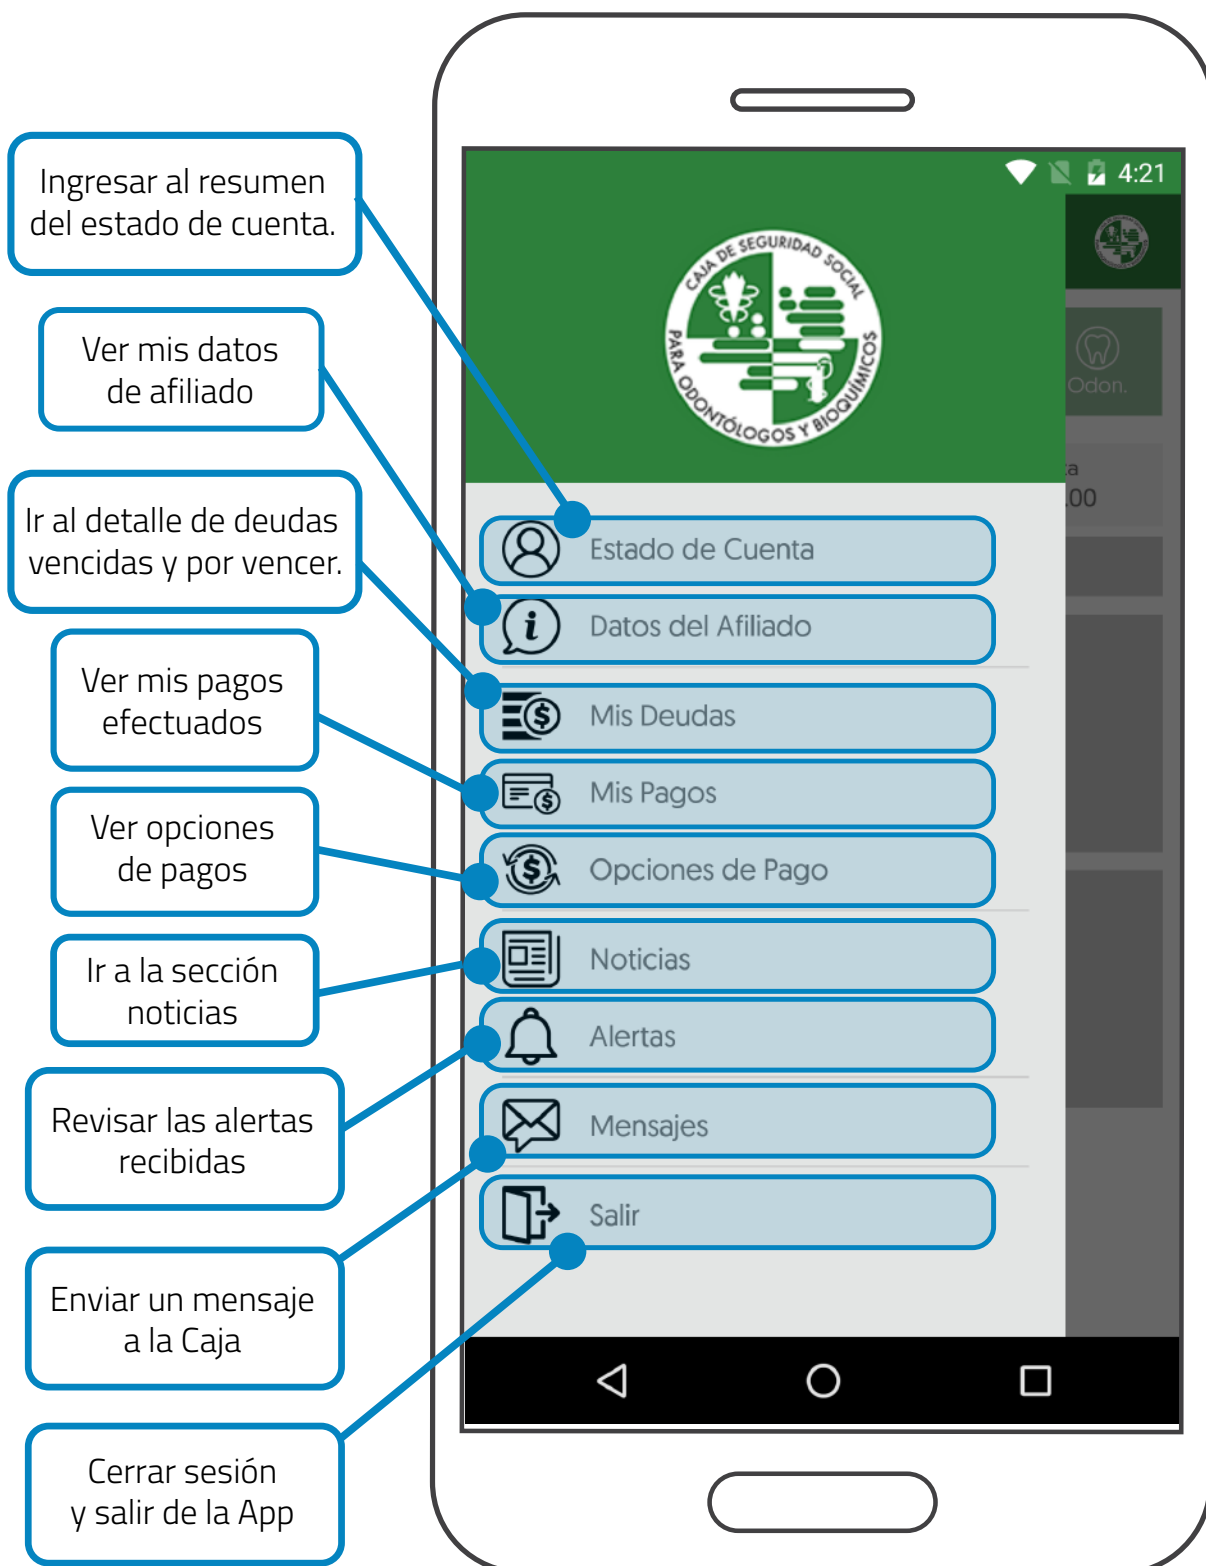 4:21
CAJA DE SEGURIDAD SOCIAL
PARA ODONTÓLOGOS Y BIOQUÍMICOS
Odon.
.00
Ingresar al resumen
del estado de cuenta.
Ver mis datos
de afiliado
Ir al detalle de deudas
vencidas y por vencer.
Ver mis pagos
efectuados
Ver opciones
de pagos
Ir a la sección
noticias
Revisar las alertas
recibidas
Enviar un mensaje
a la Caja
Cerrar sesión
y salir de la App
Estado de Cuenta
Datos del Afiliado
Mis Deudas
Mis Pagos
Opciones de Pago
Noticias
Alertas
Mensajes
Salir